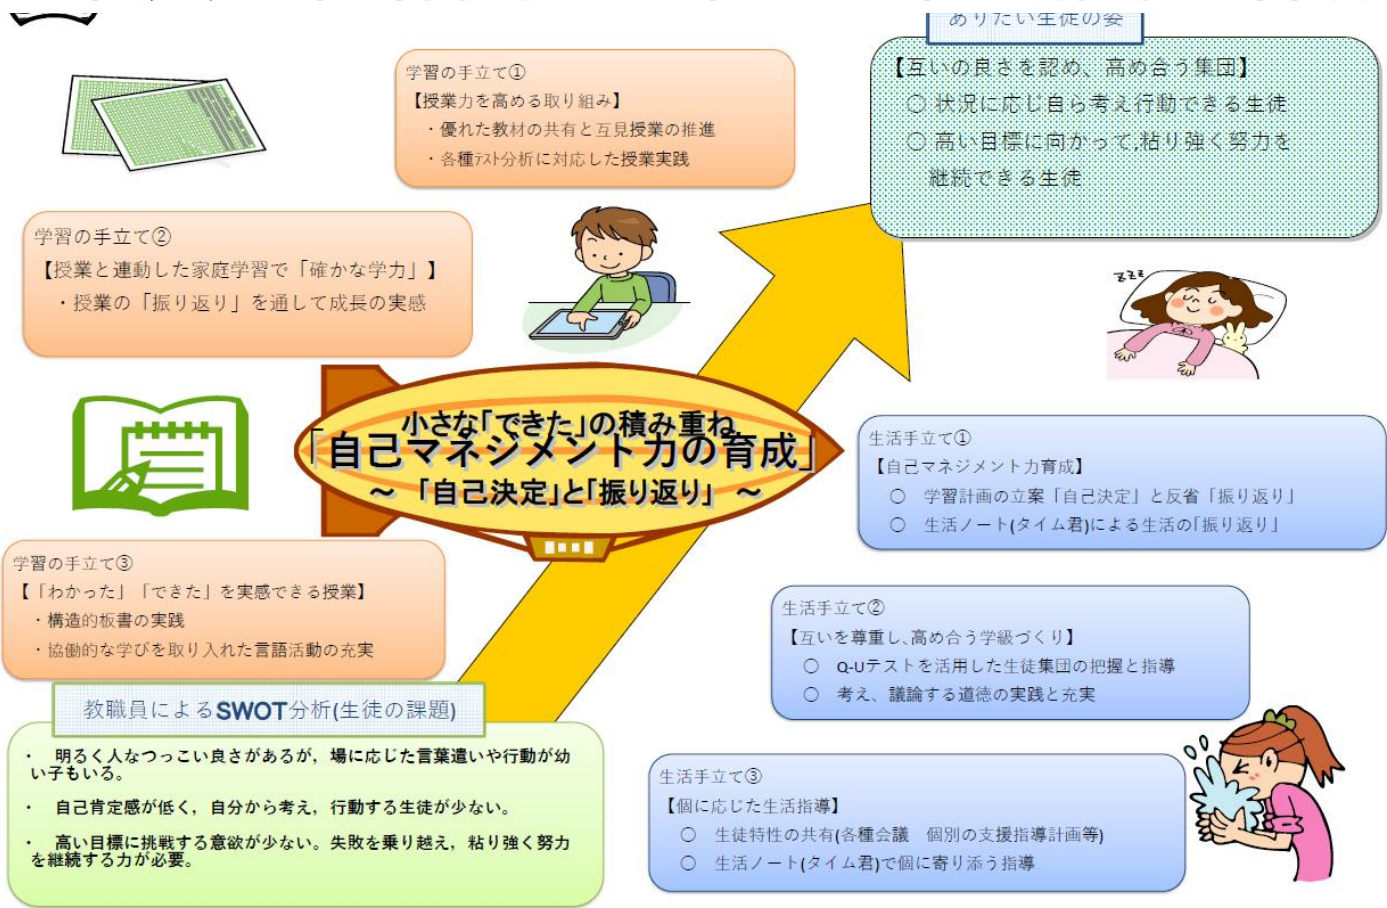 ありたい生徒の姿
【互いの良さを認め、高め合う集団】
○ 状況に応じ自ら考え行動できる生徒
○ 高い目標に向かって,粘り強く努力を
継続できる生徒
学習の手立て①
【授業力を高める取り組み】
・優れた教材の共有と互見授業の推進
・各種テスト分析に対応した授業実践
学習の手立て②
【授業と連動した家庭学習で「確かな学力」】
・授業の「振り返り」を通して成長の実感
zzz
小さな「できた」の積み重ね
「自己マネジメント力の育成」
～ 「自己決定」と「振り返り」 ～
生活手立て①
【自己マネジメント力育成】
○ 学習計画の立案「自己決定」と反省「振り返り」
○ 生活ノート(タイム君)による生活の「振り返り」
学習の手立て③
【「わかった」「できた」を実感できる授業】
・構造的板書の実践
・協働的な学びを取り入れた言語活動の充実
生活手立て②
【互いを尊重し、高め合う学級づくり】
○ Q-Uテストを活用した生徒集団の把握と指導
○ 考え、議論する道徳の実践と充実
教職員によるSWOT分析(生徒の課題)
・ 明るく人なつっこい良さがあるが，場に応じた言葉遣いや行動が幼
い子もいる。
・ 自己肯定感が低く，自分から考え，行動する生徒が少ない。
・ 高い目標に挑戦する意欲が少ない。失敗を乗り越え，粘り強く努力
を継続する力が必要。
生活手立て③
【個に応じた生活指導】
○ 生徒特性の共有(各種会議 個別の支援指導計画等)
○ 生活ノート(タイム君)で個に寄り添う指導